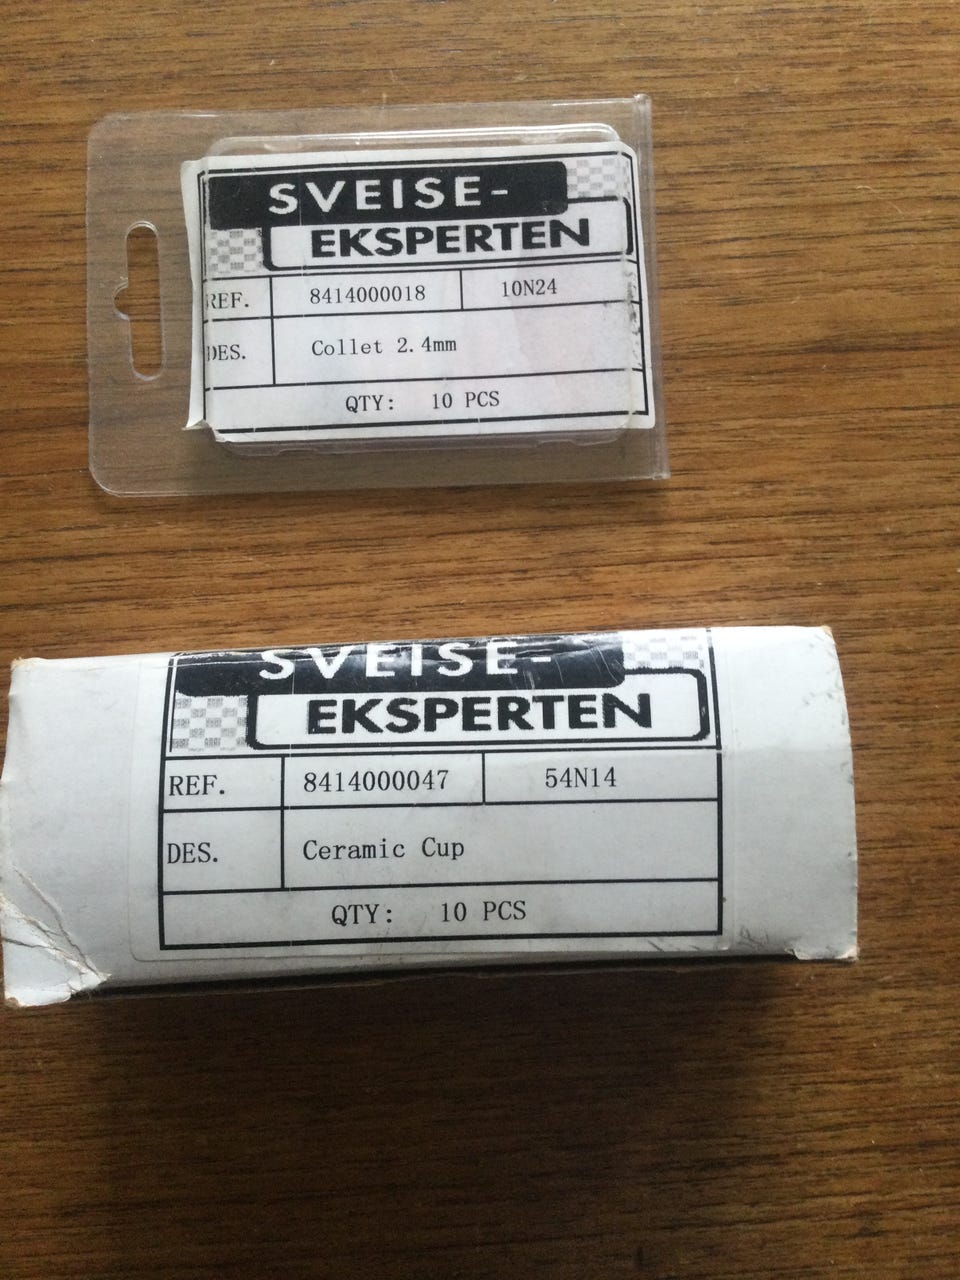 SVEISE-
EKSPERTEN
REF. 8414000018 10N24
DES. Collet 2.4mm
QTY: 10 PCS
SVEISE-
EKSPERTEN
REF. 8414000047 54N14
DES. Ceramic Cup
QTY: 10 PCS